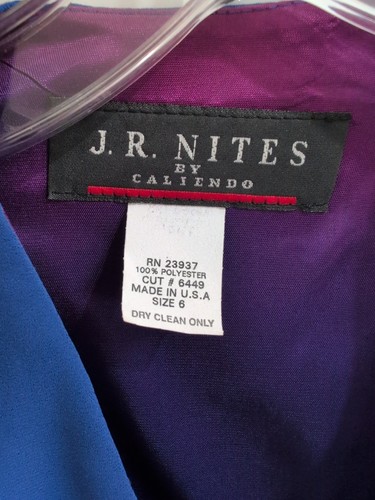 J.R. NITES
BY
CALIENDO
RN 23937
100% POLYESTER
CUT # 6449
MADE IN U.S.A
SIZE 6
DRY CLEAN ONLY